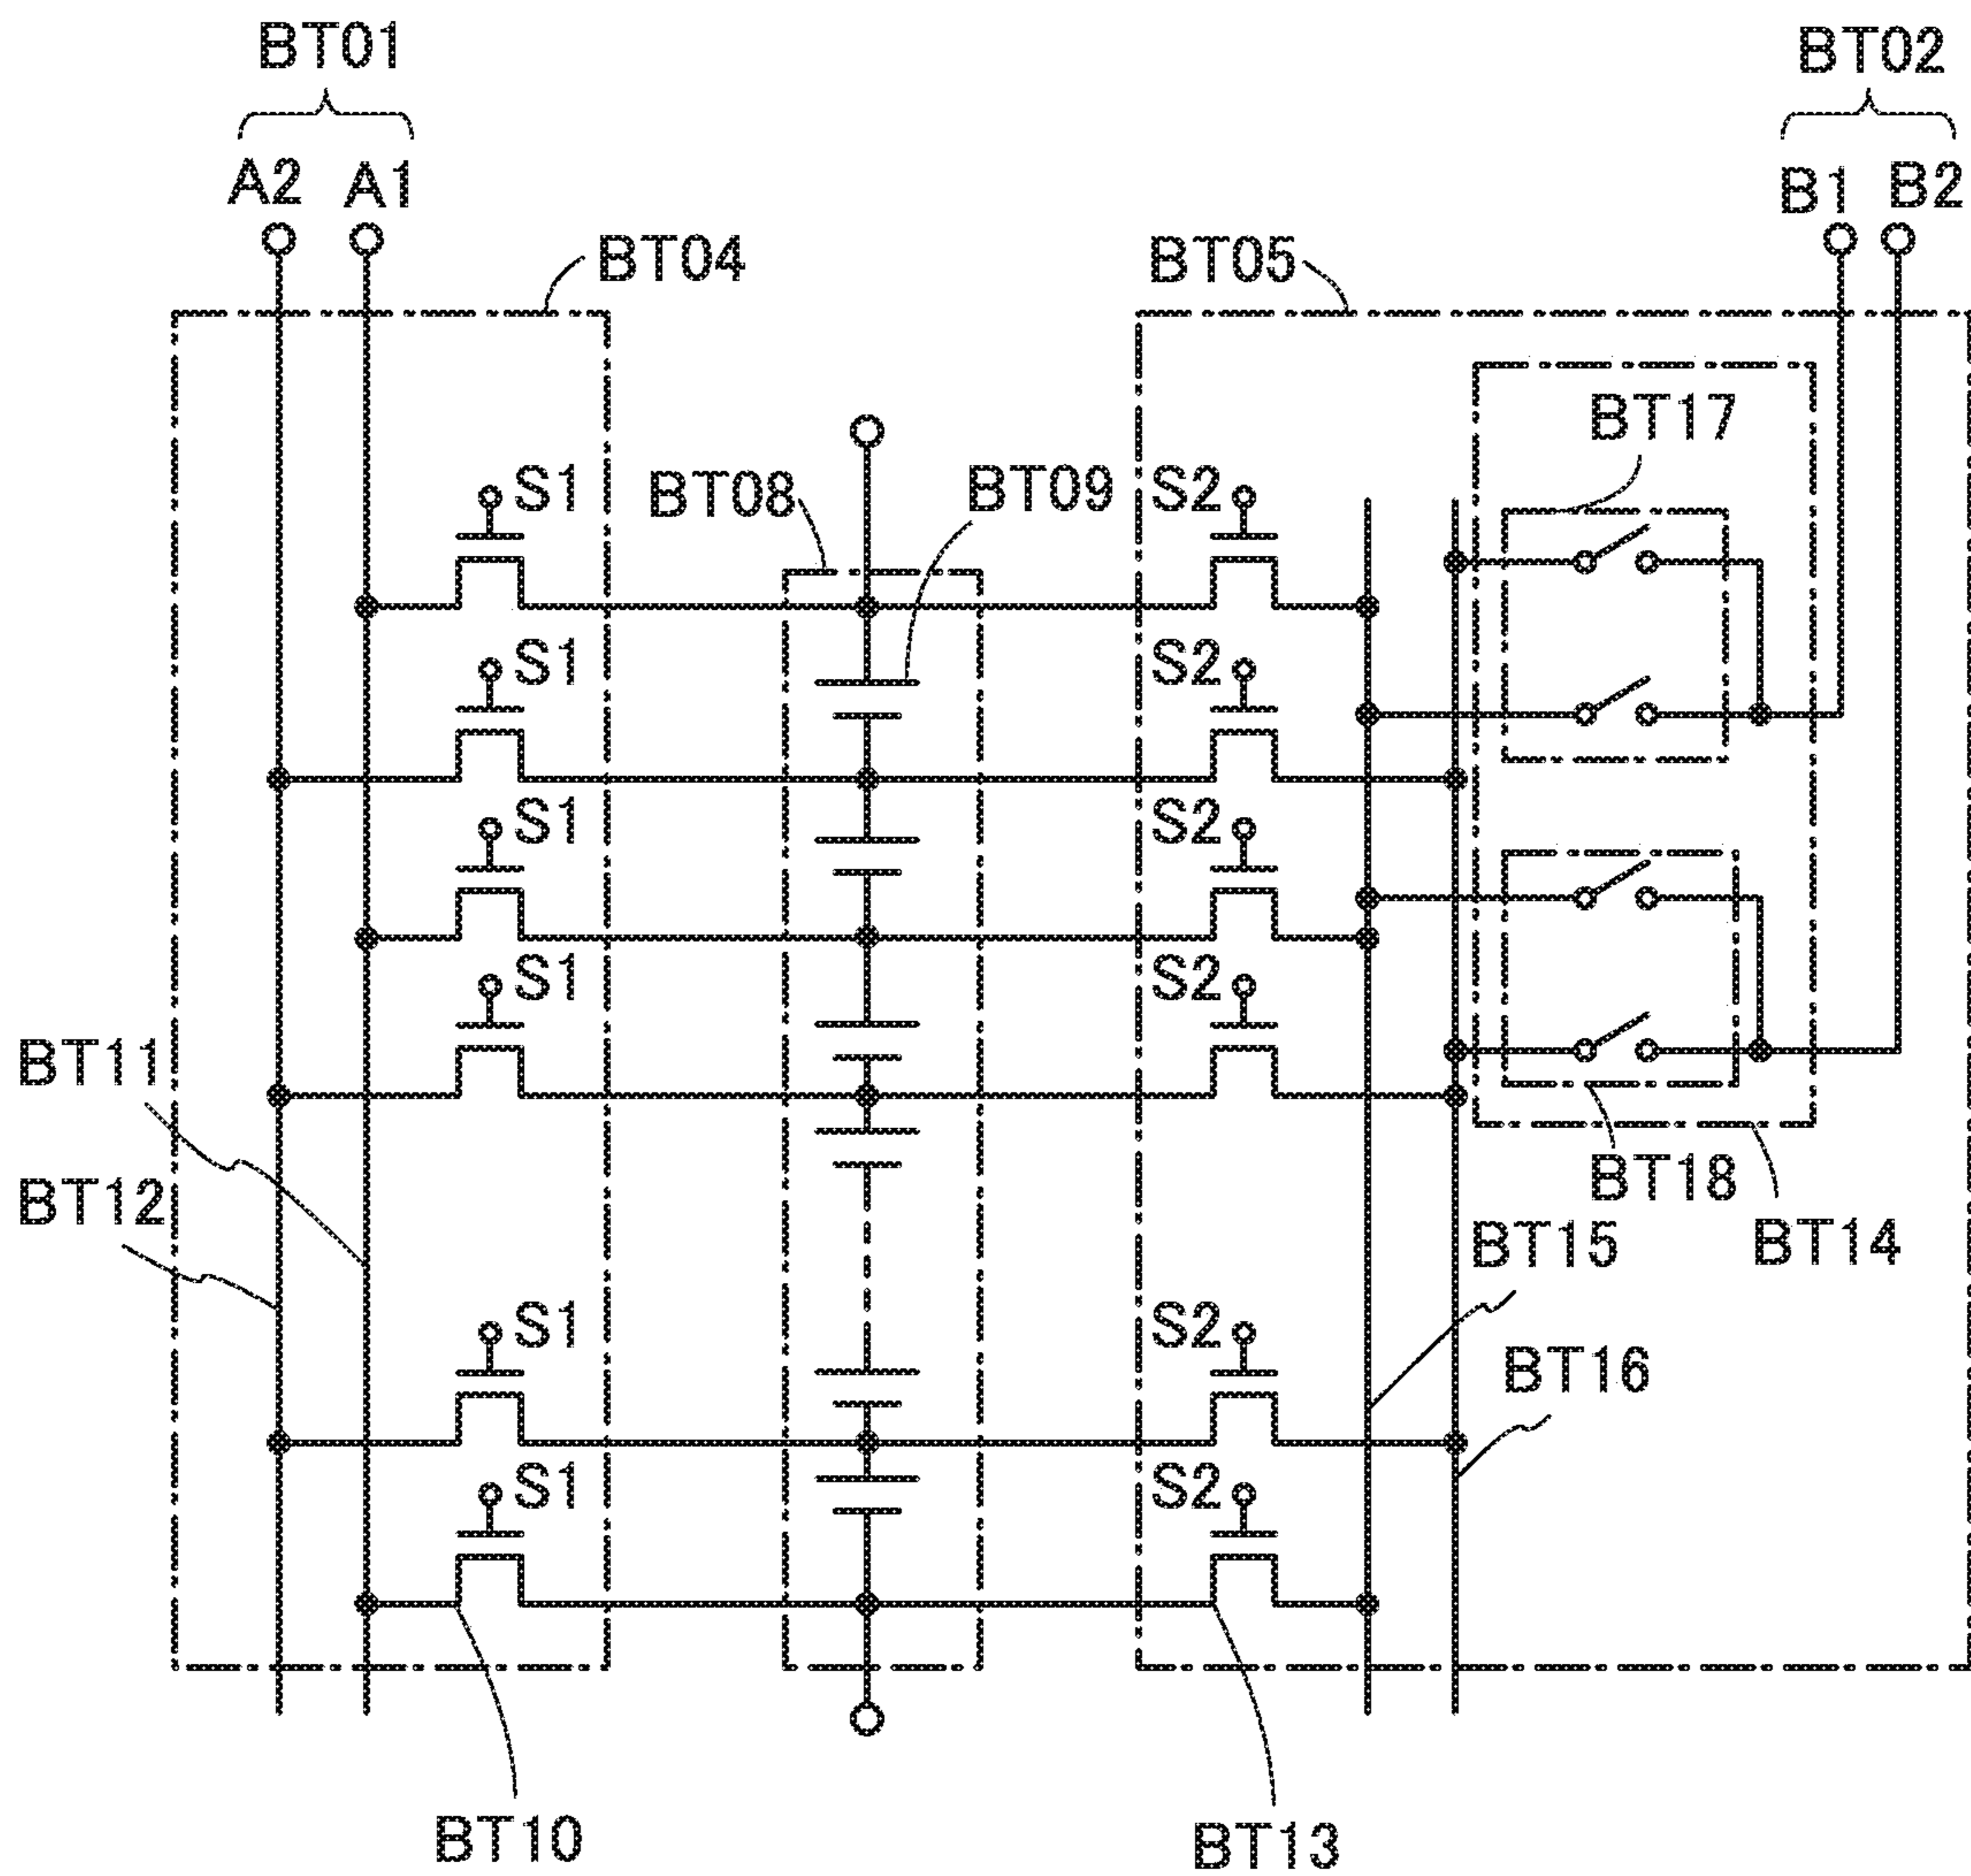 BT01
BT02
A2 A1
B1 B2
BT04
BT05
BT17
S1
BT08
BT09
S2
S1
S2
S1
S2
S1
S2
BT11
BT12
BT18
BT15
BT14
S1
S2
BT16
S1
S2
BT10
BT13